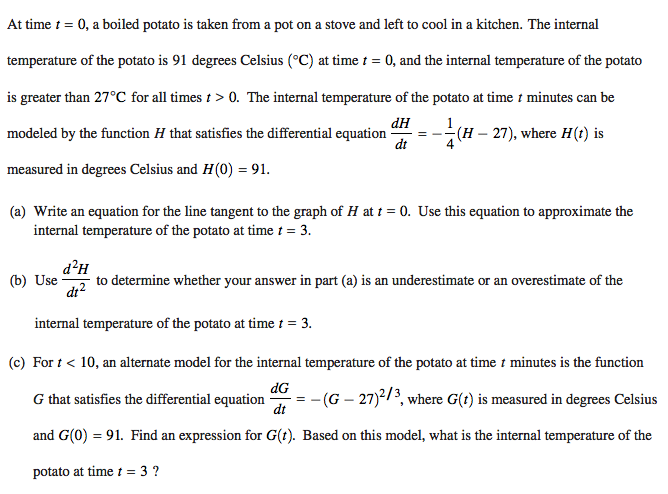 At time t = 0, a boiled potato is taken from a pot on a stove and left to cool in a kitchen. The internal
temperature of the potato is 91 degrees Celsius (°C) at time t = 0, and the internal temperature of the potato
is greater than 27°C for all times t > 0. The internal temperature of the potato at time t minutes can be
modeled by the function H that satisfies the differential equation dH/dt = −1/4(H − 27), where H(t) is
measured in degrees Celsius and H(0) = 91.
(a) Write an equation for the line tangent to the graph of H at t = 0. Use this equation to approximate the
internal temperature of the potato at time t = 3.
(b) Use d²H/dt² to determine whether your answer in part (a) is an underestimate or an overestimate of the
internal temperature of the potato at time t = 3.
(c) For t < 10, an alternate model for the internal temperature of the potato at time t minutes is the function
G that satisfies the differential equation dG/dt = −(G − 27)^2/3, where G(t) is measured in degrees Celsius
and G(0) = 91. Find an expression for G(t). Based on this model, what is the internal temperature of the
potato at time t = 3 ?